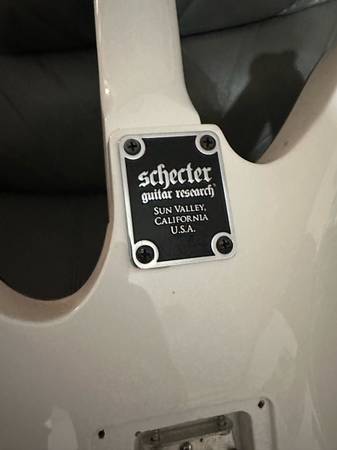 schecter
guitar research
SUN VALLEY,
CALIFORNIA
U.S.A.